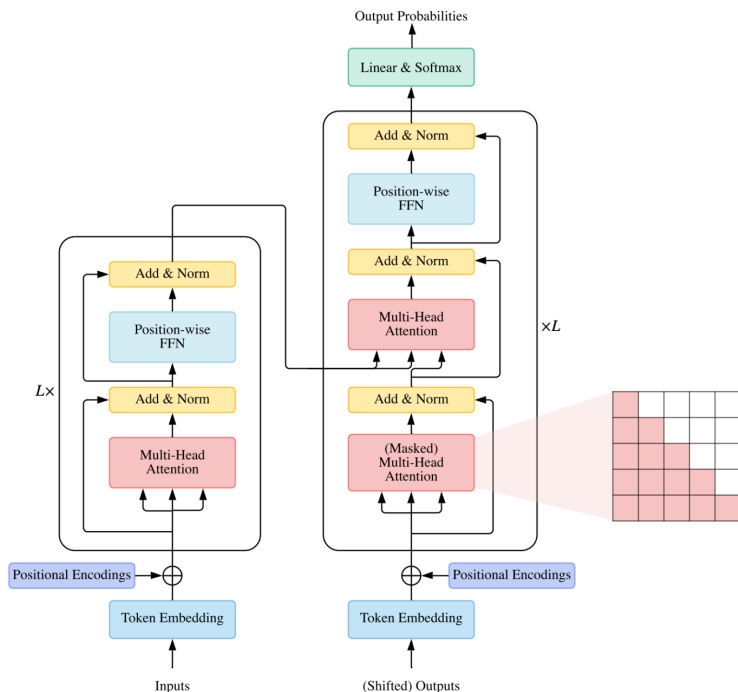 Output Probabilities
Linear & Softmax
Add & Norm
Position-wise
FFN
Add & Norm
Multi-Head
Attention
×L
Add & Norm
(Masked)
Multi-Head
Attention
Positional Encodings
Token Embedding
(Shifted) Outputs
Add & Norm
Position-wise
FFN
L×
Add & Norm
Multi-Head
Attention
Positional Encodings
Token Embedding
Inputs